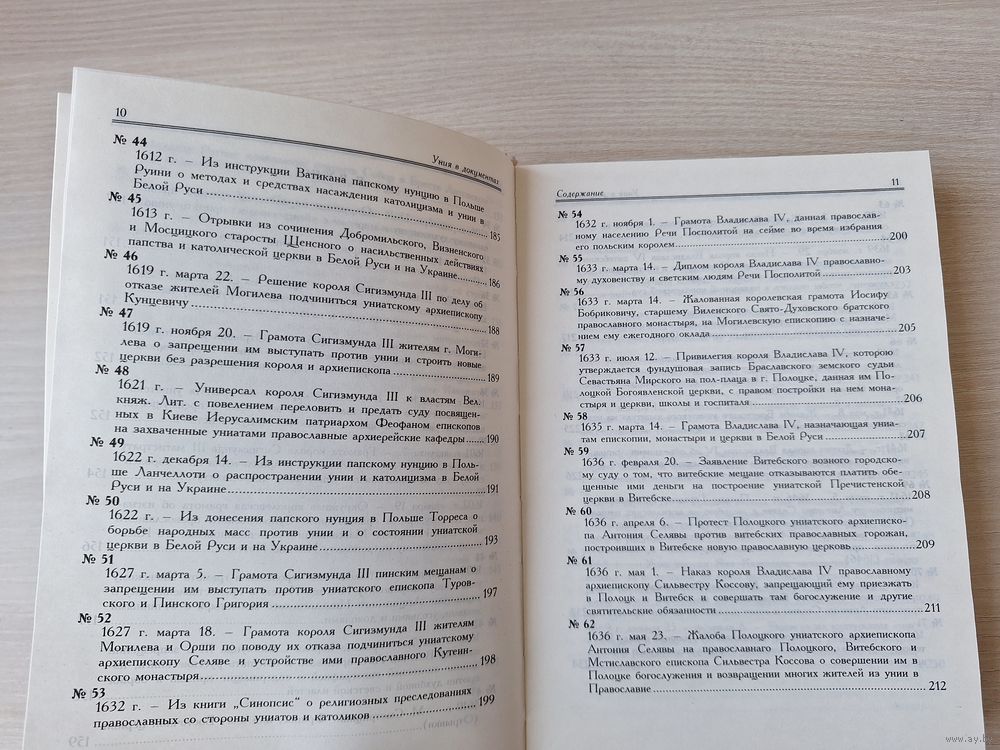 10
Уния в документах
№ 44
1612 г. – Из инструкции Ватикана папскому нунцию в Польше
Руини о методах и средствах насаждения католицизма и унии в
Белой Руси 185
№ 45
1613 г. – Отрывки из сочинения Добромильского, Визненского
и Мосцицкого старосты Щенсного о насильственных действиях
папства и католической церкви в Белой Руси и на Украине 186
№ 46
1619 г. марта 22. – Решение короля Сигизмунда III по делу об
отказе жителей Могилева подчиниться униатскому архиепископу
Кунцевичу 188
№ 47
1619 г. ноября 20. – Грамота Сигизмунда III жителям г. Моги-
лева о запрещении им выступать против унии и строить новые
церкви без разрешения короля и архиепископа 189
№ 48
1621 г. – Универсал короля Сигизмунда III к властям Вел.
княж. Лит. с повелением переловить и предать суду посвящен-
ных в Киеве Иерусалимским патриархом Феофаном епископов
на захваченные униатами православные архиерейские кафедры 190
№ 49
1622 г. декабря 14. – Из инструкции папскому нунцию в Поль-
ше Ланчеллоти о распространении унии и католицизма в Белой
Руси и на Украине 191
№ 50
1622 г. – Из донесения папского нунция в Польше Торреса о
борьбе народных масс против унии и о состоянии униатской
церкви в Белой Руси и на Украине 193
№ 51
1627 г. марта 5. – Грамота Сигизмунда III пинским мещанам о
запрещении им выступать против униатского епископа Туров-
ского и Пинского Григория 197
№ 52
1627 г. марта 18. – Грамота короля Сигизмунда III жителям
Могилева и Орши по поводу их отказа подчиниться униатскому
архиепископу Селяве и устройстве ими православного Кутеин-
ского монастыря 198
№ 53
1632 г. – Из книги „Синопсис" о религиозных преследованиях
православных со стороны униатов и католиков 199
Содержание
11
№ 54
1632 г. ноября 1. – Грамота Владислава IV, данная православ-
ному населению Речи Посполитой на сейме во время избрания
его польским королем 200
№ 55
1633 г. марта 14. – Диплом короля Владислава IV православно-
му духовенству и светским людям Речи Посполитой 203
№ 56
1633 г. марта 14. – Жалованная королевская грамота Иосифу
Бобриковичу, старшему Виленского Свято-Духовского братского
православного монастыря, на Могилевскую епископию с назначе-
нием ему ежегодного оклада 205
№ 57
1633 г. июля 12. – Привилегия короля Владислава IV, которою
утверждается фундушовая запись Браславского земского судьи
Севастьяна Мирского на пол-плаца в г. Полоцке, данная им По-
лоцкой Богоявленской церкви, с правом постройки на нем мона-
стыря и церкви, школы и госпиталя 206
№ 58
1635 г. марта 14. – Грамота Владислава IV, назначающая униа-
там епископии, монастыри и церкви в Белой Руси 207
№ 59
1636 г. февраля 20. – Заявление Витебского возного городско-
му суду о том, что витебские мещане отказываются платить обе-
щенные ими деньги на построение униатской Пречистенской
церкви в Витебске 208
№ 60
1636 г. апреля 6. – Протест Полоцкого униатского архиеписко-
па Антония Селявы против витебских православных горожан,
построивших в Витебске новую православную церковь 209
№ 61
1636 г. мая 1. – Наказ короля Владислава IV православному
архиепископу Сильвестру Коссову, запрещающий ему приезжать
в Полоцк и Витебск и совершать там богослужение и другие
святительские обязанности 211
№ 62
1636 г. мая 23. – Жалоба Полоцкого униатского архиепископа
Антония Селявы на православнаго Полоцкого, Витебского и
Мстиславского епископа Сильвестра Коссова о совершении им в
Полоцке богослужения и возвращении многих жителей из унии в
Православие 212
www.ay.by